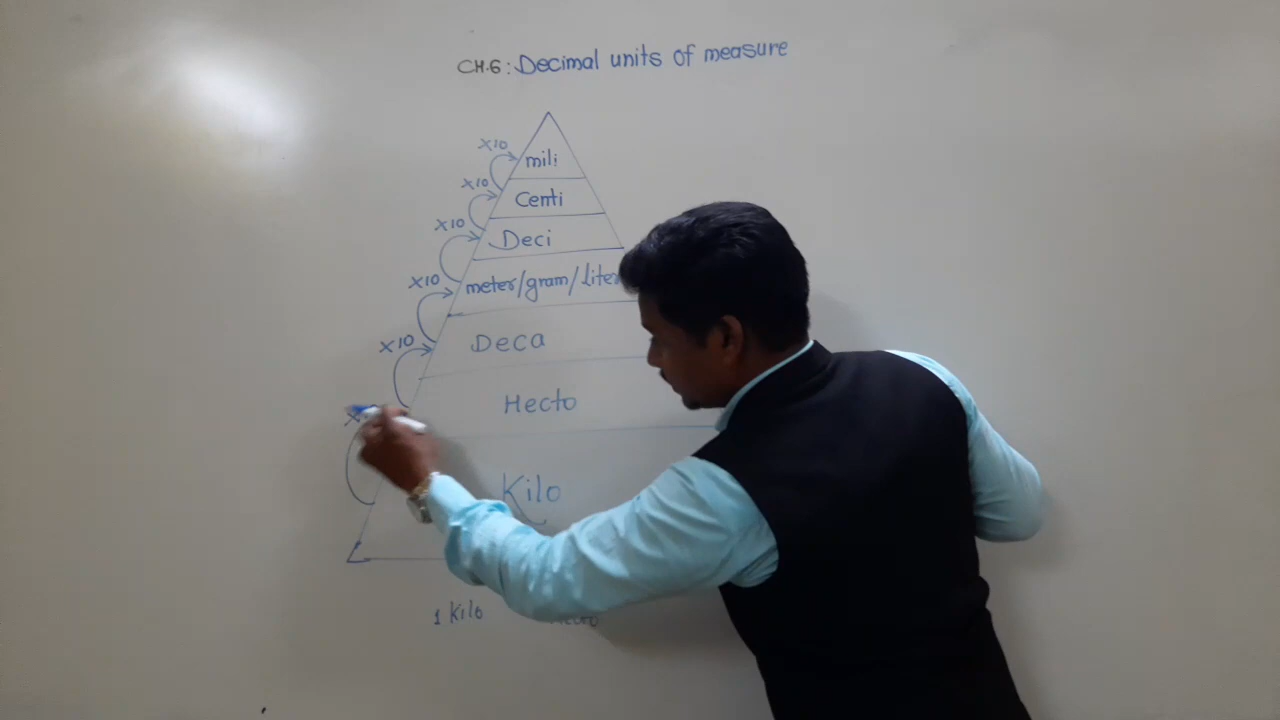 CH.6: Decimal units of measure
X10
mili
X10
Centi
X10
Deci
X10
meter/gram/liter
X10
Deca
Hecto
Kilo
1 Kilo